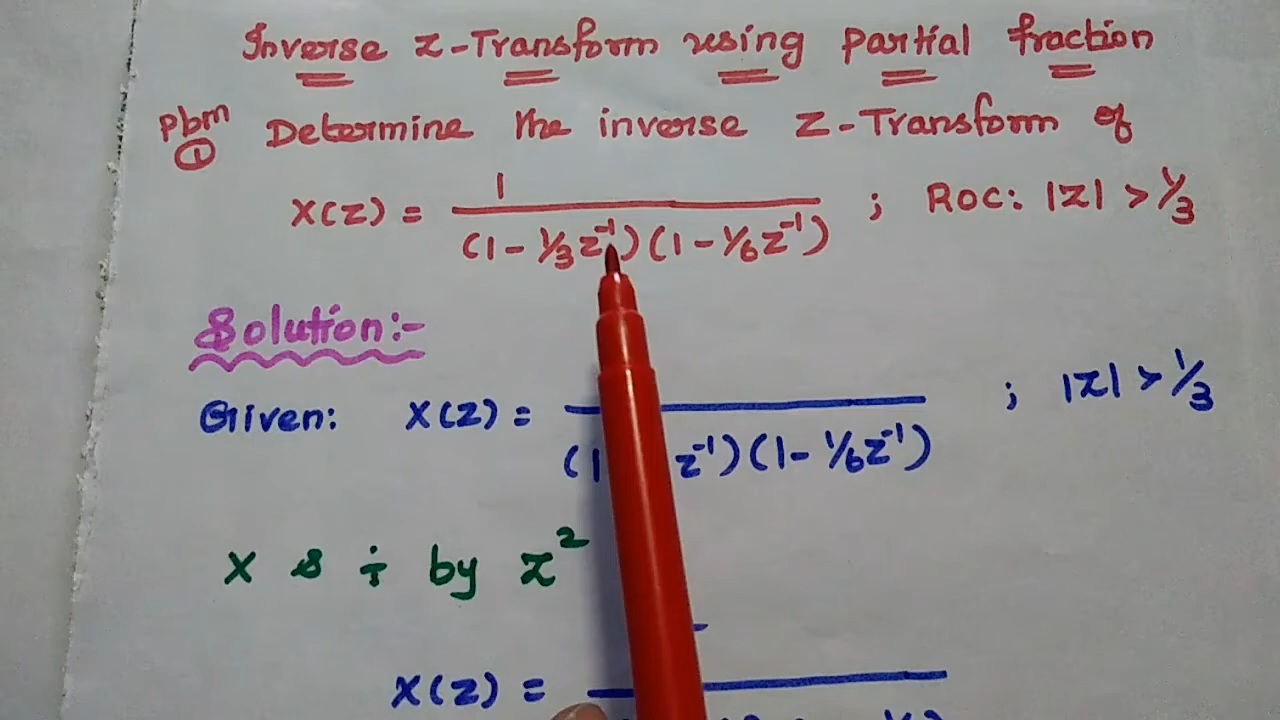 Inverse z-Transform using Partial fraction
Pbm ① Determine the inverse Z-Transform of
X(Z) = 1 / (1 - 1/3 z⁻¹)(1 - 1/6 z⁻¹) ; ROC: |Z| > 1/3
Solution:-
Given: X(Z) = (1 z⁻¹)(1 - 1/6 z⁻¹) ; |Z| > 1/3
X & ÷ by z²
X(Z) =